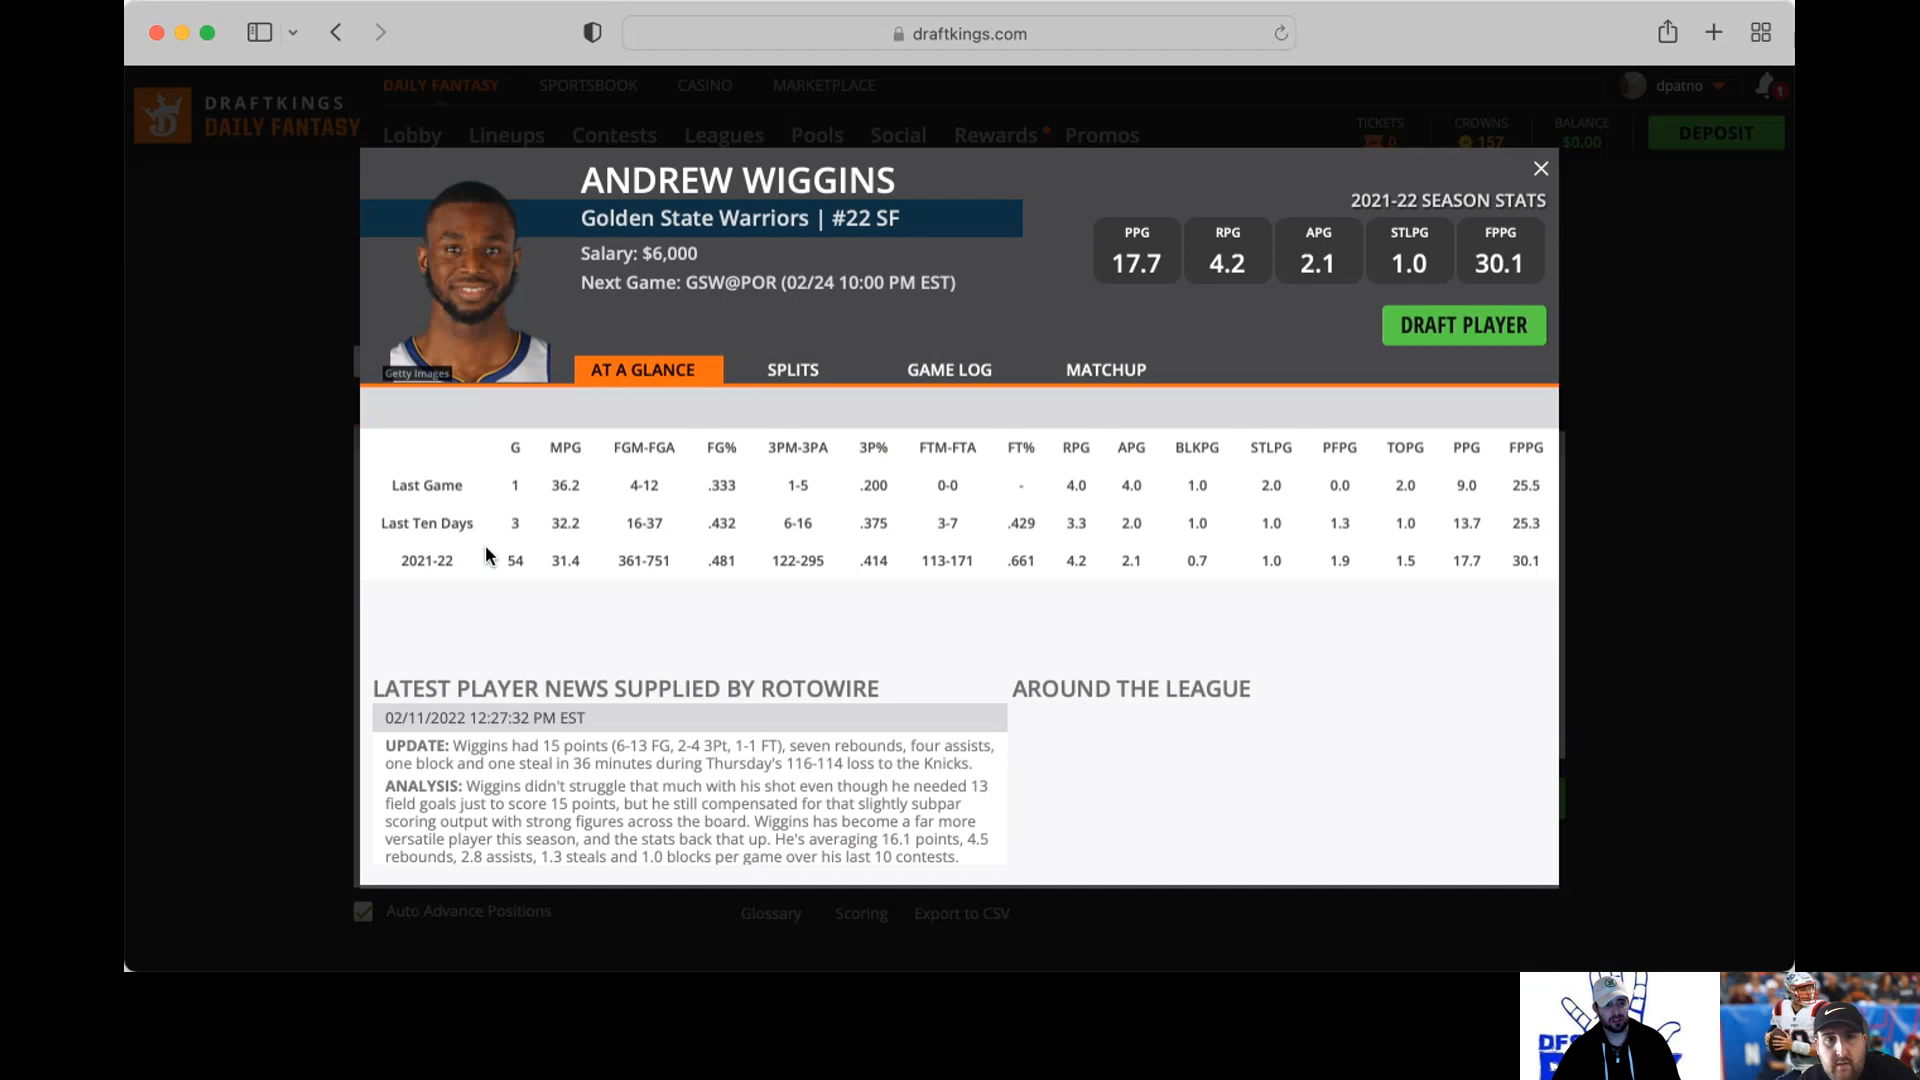 draftkings.com
DRAFTKINGS
DAILY FANTASY
DAILY FANTASY SPORTSBOOK CASINO MARKETPLACE
dpatno
1
Lobby Lineups Contests Leagues Pools Social Rewards Promos
TICKETS CROWNS BALANCE
0 157 $0.00
DEPOSIT
ANDREW WIGGINS
Golden State Warriors | #22 SF
Salary: $6,000
Next Game: GSW@POR (02/24 10:00 PM EST)
2021-22 SEASON STATS
PPG RPG APG STLPG FPPG
17.7 4.2 2.1 1.0 30.1
DRAFT PLAYER
Getty Images
AT A GLANCE SPLITS GAME LOG MATCHUP
G MPG FGM-FGA FG% 3PM-3PA 3P% FTM-FTA FT% RPG APG BLKPG STLPG PFPG TOPG PPG FPPG
Last Game 1 36.2 4-12 .333 1-5 .200 0-0 - 4.0 4.0 1.0 2.0 0.0 2.0 9.0 25.5
Last Ten Days 3 32.2 16-37 .432 6-16 .375 3-7 .429 3.3 2.0 1.0 1.0 1.3 1.0 13.7 25.3
2021-22 54 31.4 361-751 .481 122-295 .414 113-171 .661 4.2 2.1 0.7 1.0 1.9 1.5 17.7 30.1
LATEST PLAYER NEWS SUPPLIED BY ROTOWIRE
02/11/2022 12:27:32 PM EST
UPDATE: Wiggins had 15 points (6-13 FG, 2-4 3Pt, 1-1 FT), seven rebounds, four assists,
one block and one steal in 36 minutes during Thursday's 116-114 loss to the Knicks.
ANALYSIS: Wiggins didn't struggle that much with his shot even though he needed 13
field goals just to score 15 points, but he still compensated for that slightly subpar
scoring output with strong figures across the board. Wiggins has become a far more
versatile player this season, and the stats back that up. He's averaging 16.1 points, 4.5
rebounds, 2.8 assists, 1.3 steals and 1.0 blocks per game over his last 10 contests.
AROUND THE LEAGUE
Auto Advance Positions
Glossary Scoring Export to CSV